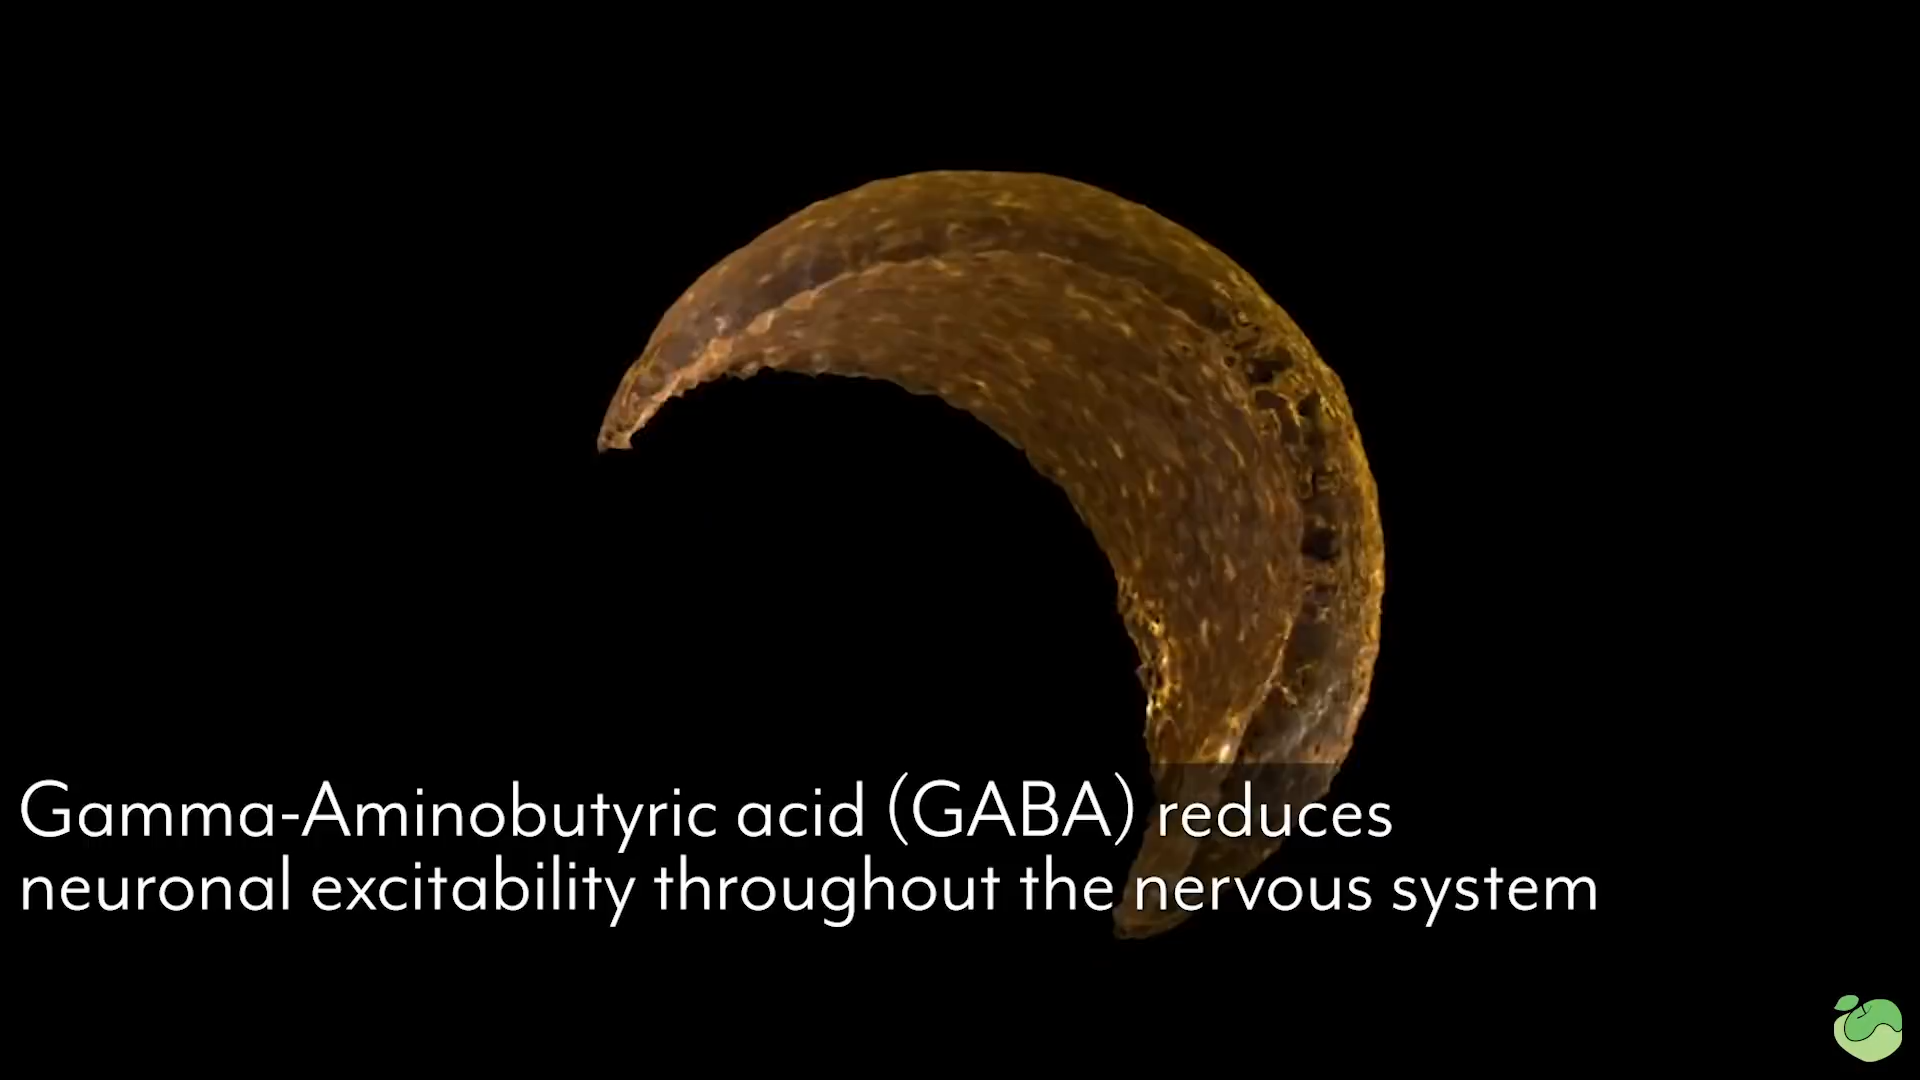 Gamma-Aminobutyric acid (GABA) reduces
neuronal excitability throughout the nervous system